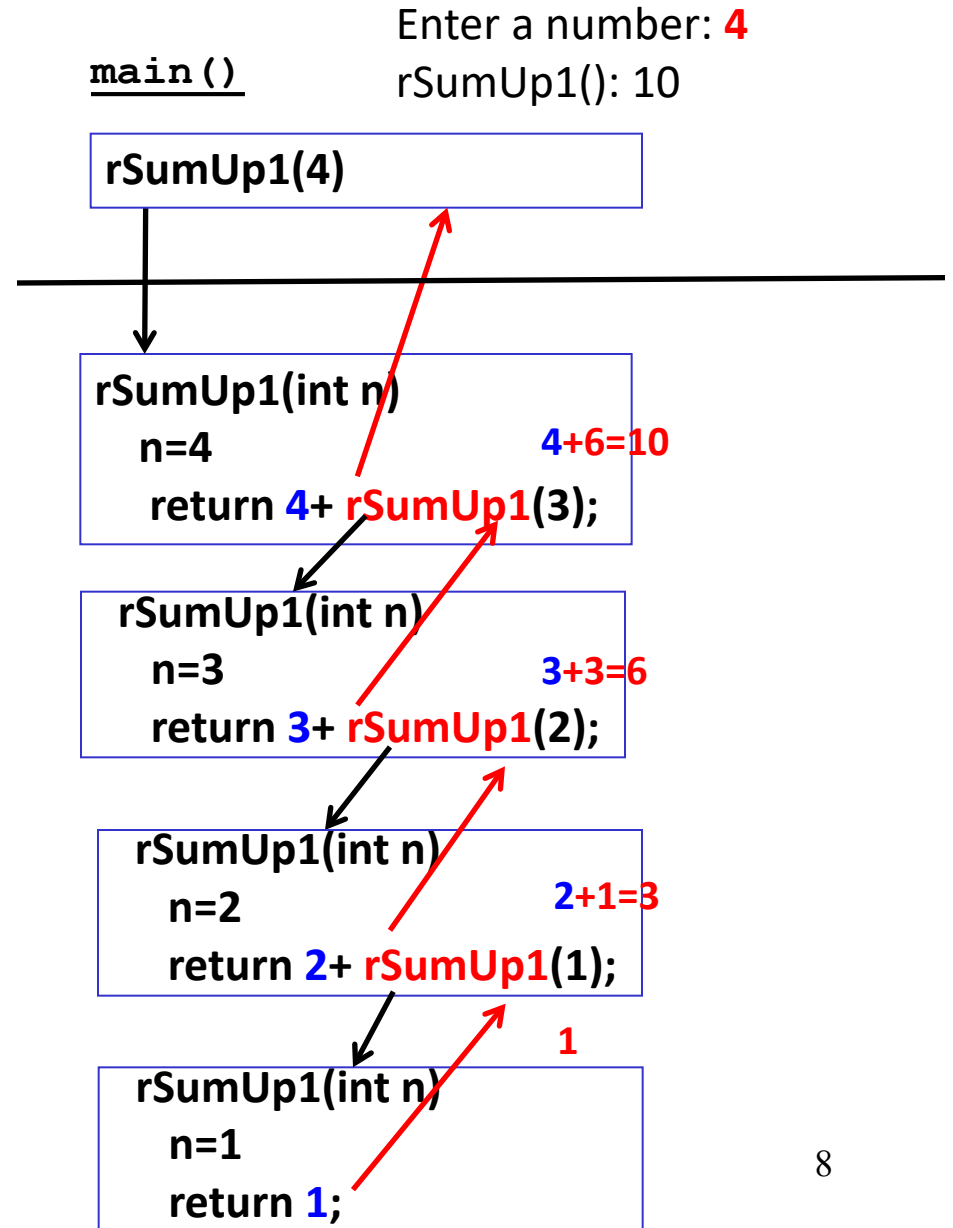 Enter a number: 4
main()
rSumUp1(): 10
rSumUp1(4)
rSumUp1(int n)
n=4
4+6=10
return 4+ rSumUp1(3);
rSumUp1(int n)
n=3
3+3=6
return 3+ rSumUp1(2);
rSumUp1(int n)
n=2
2+1=3
return 2+ rSumUp1(1);
1
rSumUp1(int n)
n=1
8
return 1;